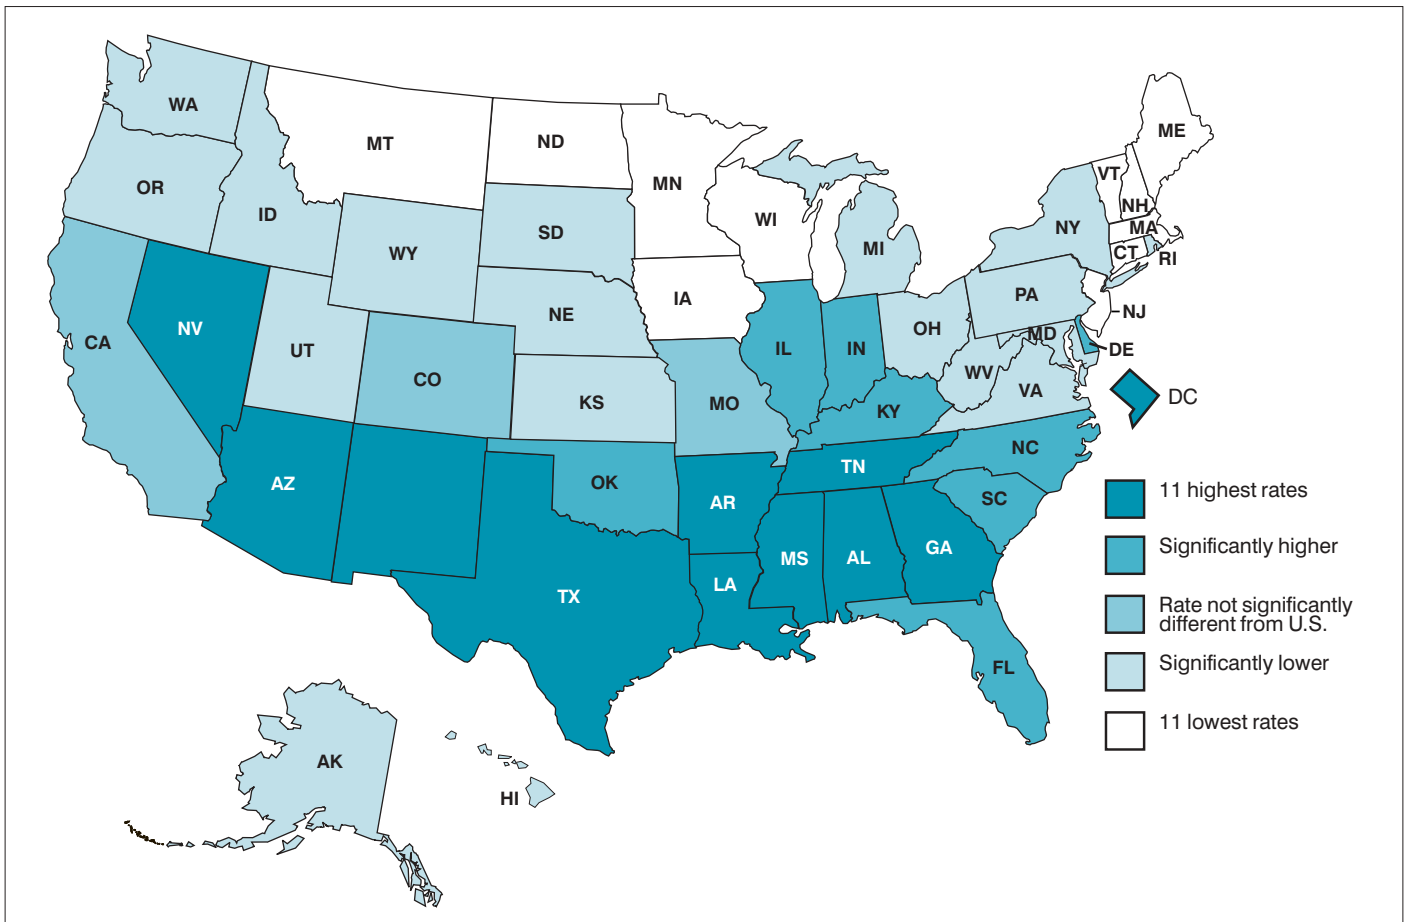 WA
MT
ND
MN
ME
VT
NH
MA
CT
RI
OR
ID
WY
SD
WI
MI
NY
PA
NJ
NV
CA
UT
CO
NE
IA
KS
MO
IL
IN
OH
WV
MD
DE
VA
DC
KY
NC
TN
SC
AZ
OK
AR
MS
AL
GA
LA
TX
FL
AK
HI
11 highest rates
Significantly higher
Rate not significantly
different from U.S.
Significantly lower
11 lowest rates